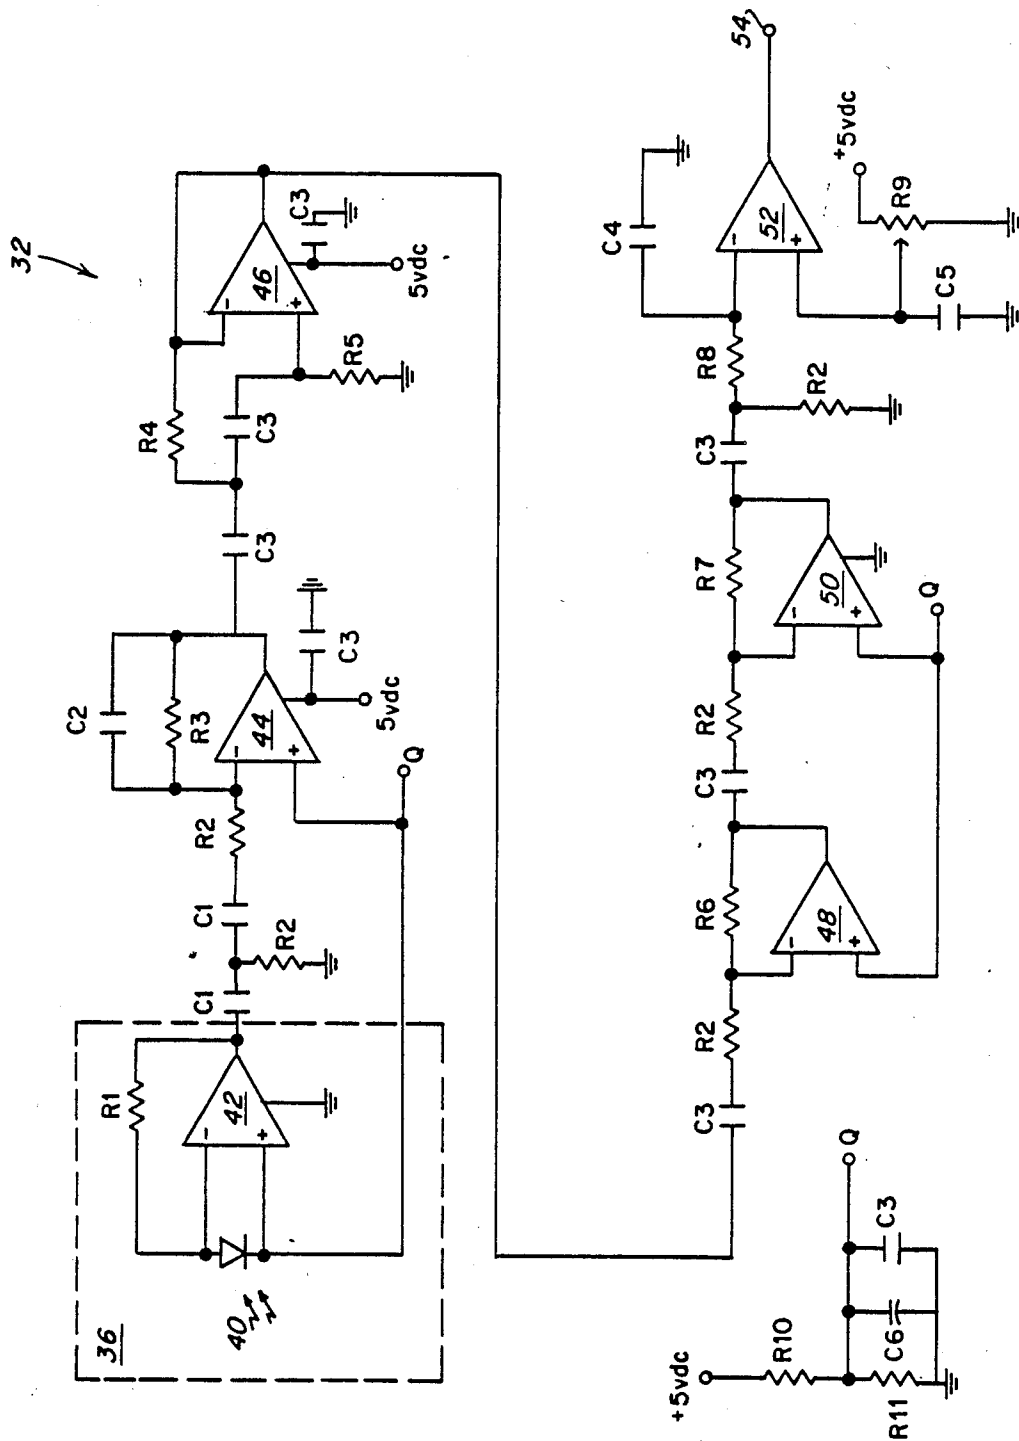 32
36
40
R1
42
-
+
C1
R2
C1
R2
C2
R3
44
-
+
C3
5vdc
Q
C3
R4
C3
46
-
+
C3
5vdc
R5
C3
R2
R6
48
-
+
C3
R2
R7
50
-
+
Q
C3
R2
R8
C4
52
-
+
54
+5vdc
R9
C5
+5vdc
R10
R11
C6
C3
Q